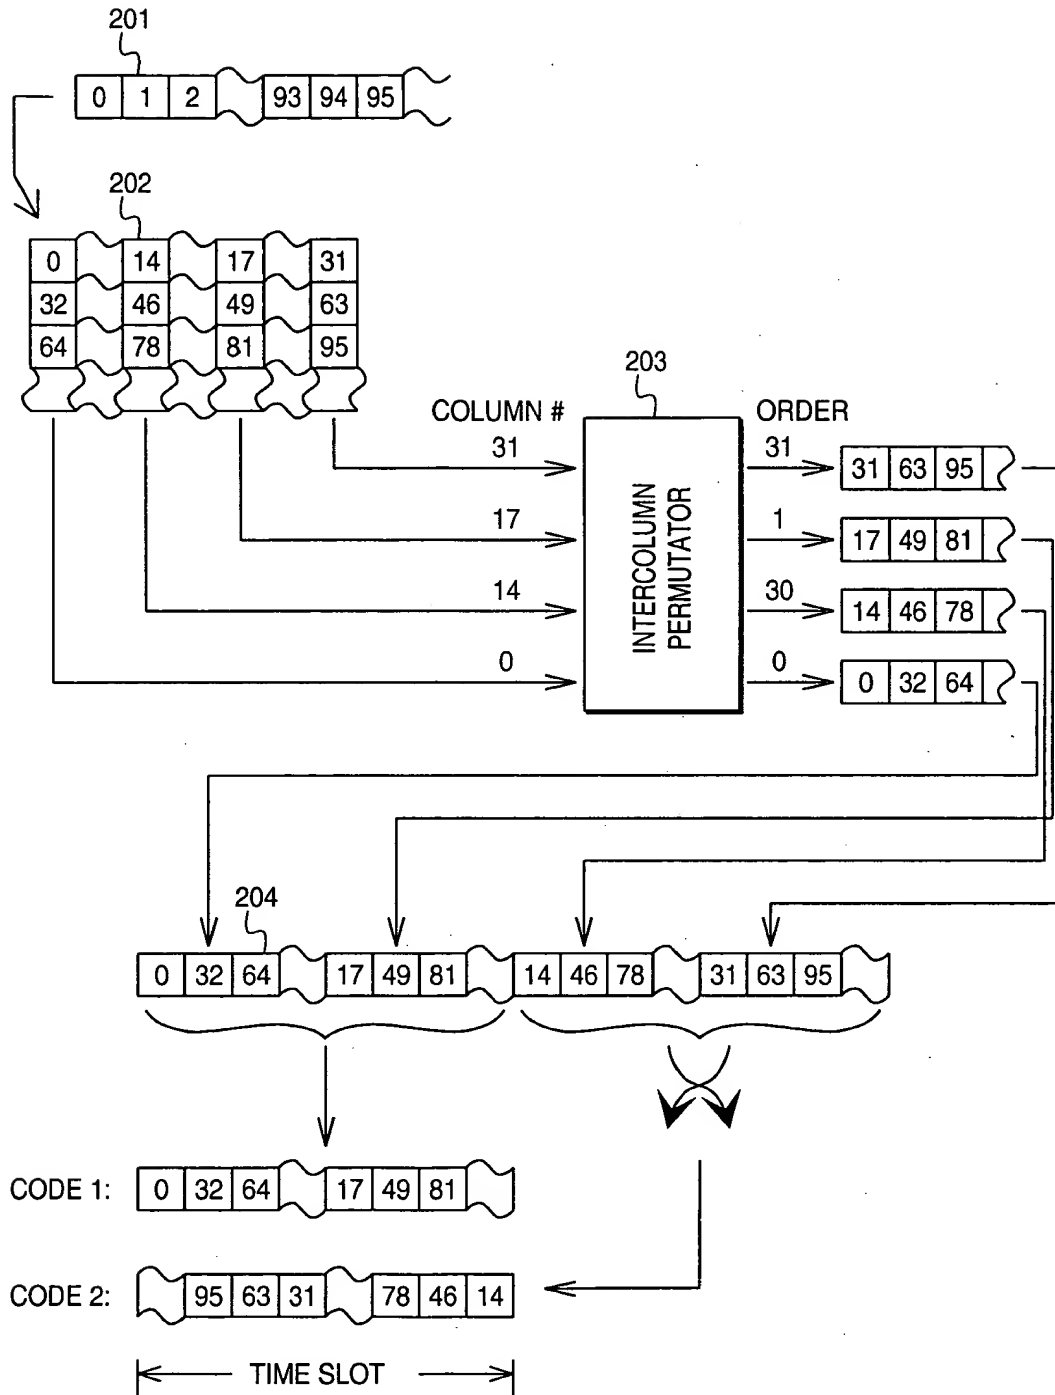 201
0 1 2 93 94 95
202
0 14 17 31
32 46 49 63
64 78 81 95
203
COLUMN # ORDER
INTERCOLUMN
PERMUTATOR
31 31 31 63 95
17 1 17 49 81
14 30 14 46 78
0 0 0 32 64
204
0 32 64 17 49 81 14 46 78 31 63 95
CODE 1: 0 32 64 17 49 81
CODE 2: 95 63 31 78 46 14
TIME SLOT